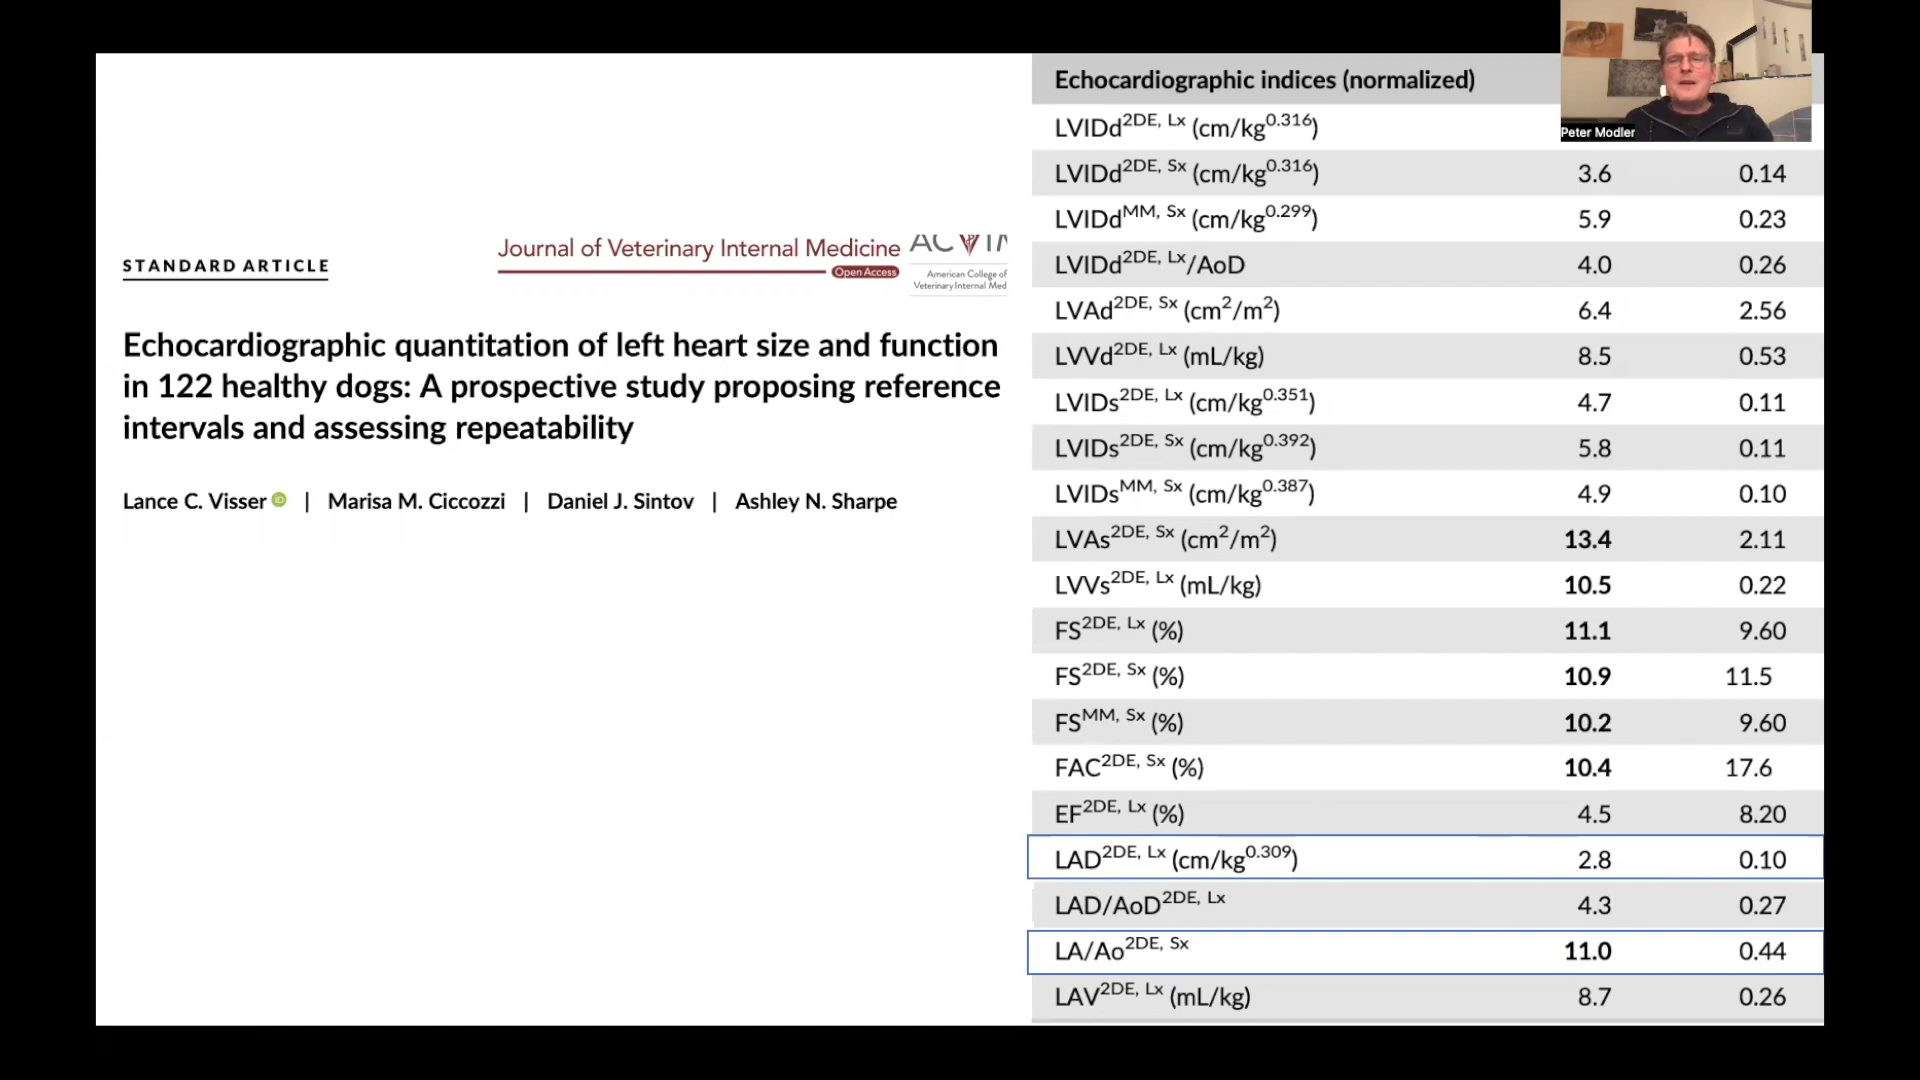 STANDARD ARTICLE
Journal of Veterinary Internal Medicine
Open Access
American College of
Veterinary Internal Med
Echocardiographic quantitation of left heart size and function
in 122 healthy dogs: A prospective study proposing reference
intervals and assessing repeatability
Lance C. Visser iD | Marisa M. Ciccozzi | Daniel J. Sintov | Ashley N. Sharpe
Echocardiographic indices (normalized)
LVIDd2DE, Lx (cm/kg0.316)
LVIDd2DE, Sx (cm/kg0.316) 3.6 0.14
LVIDdMM, Sx (cm/kg0.299) 5.9 0.23
LVIDd2DE, Lx/AoD 4.0 0.26
LVAd2DE, Sx (cm2/m2) 6.4 2.56
LVVd2DE, Lx (mL/kg) 8.5 0.53
LVIDs2DE, Lx (cm/kg0.351) 4.7 0.11
LVIDs2DE, Sx (cm/kg0.392) 5.8 0.11
LVIDsMM, Sx (cm/kg0.387) 4.9 0.10
LVAs2DE, Sx (cm2/m2) 13.4 2.11
LVVs2DE, Lx (mL/kg) 10.5 0.22
FS2DE, Lx (%) 11.1 9.60
FS2DE, Sx (%) 10.9 11.5
FSMM, Sx (%) 10.2 9.60
FAC2DE, Sx (%) 10.4 17.6
EF2DE, Lx (%) 4.5 8.20
LAD2DE, Lx (cm/kg0.309) 2.8 0.10
LAD/AoD2DE, Lx 4.3 0.27
LA/Ao2DE, Sx 11.0 0.44
LAV2DE, Lx (mL/kg) 8.7 0.26
Peter Modler